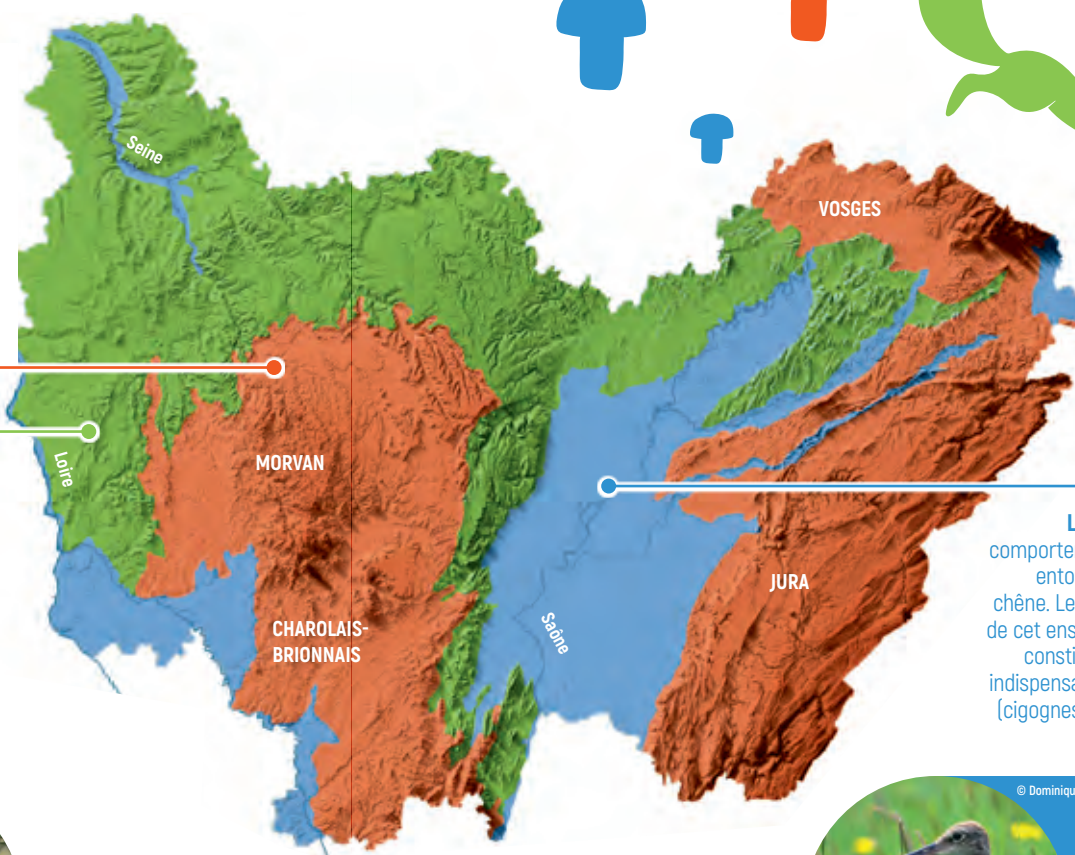 Seine
VOSGES
MORVAN
Loire
L
comporte
ento
chêne. Le
de cet ens
consti
indispensa
(cigognes
JURA
Saône
CHAROLAIS-
BRIONNAIS
© Dominiqu